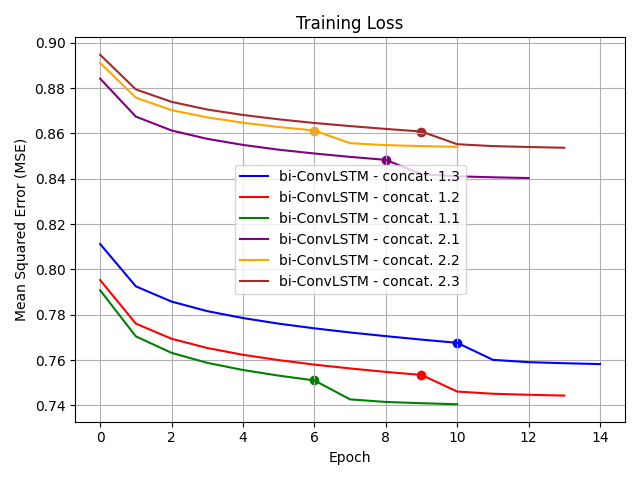 Training Loss
Mean Squared Error (MSE)
0.90
0.88
0.86
0.84
0.82
0.80
0.78
0.76
0.74
bi-ConvLSTM - concat. 1.3
bi-ConvLSTM - concat. 1.2
bi-ConvLSTM - concat. 1.1
bi-ConvLSTM - concat. 2.1
bi-ConvLSTM - concat. 2.2
bi-ConvLSTM - concat. 2.3
0 2 4 6 8 10 12 14
Epoch